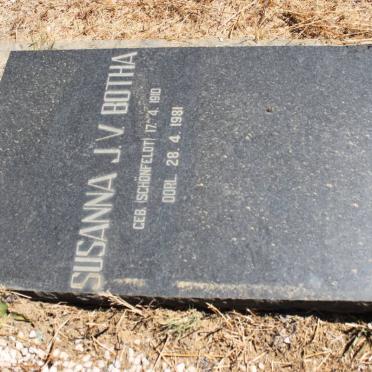 SUSANNA J.V. BOTHA
GEB. (SCHÖNFELDT) 17. 4. 1910
OORL. 28. 4. 1981